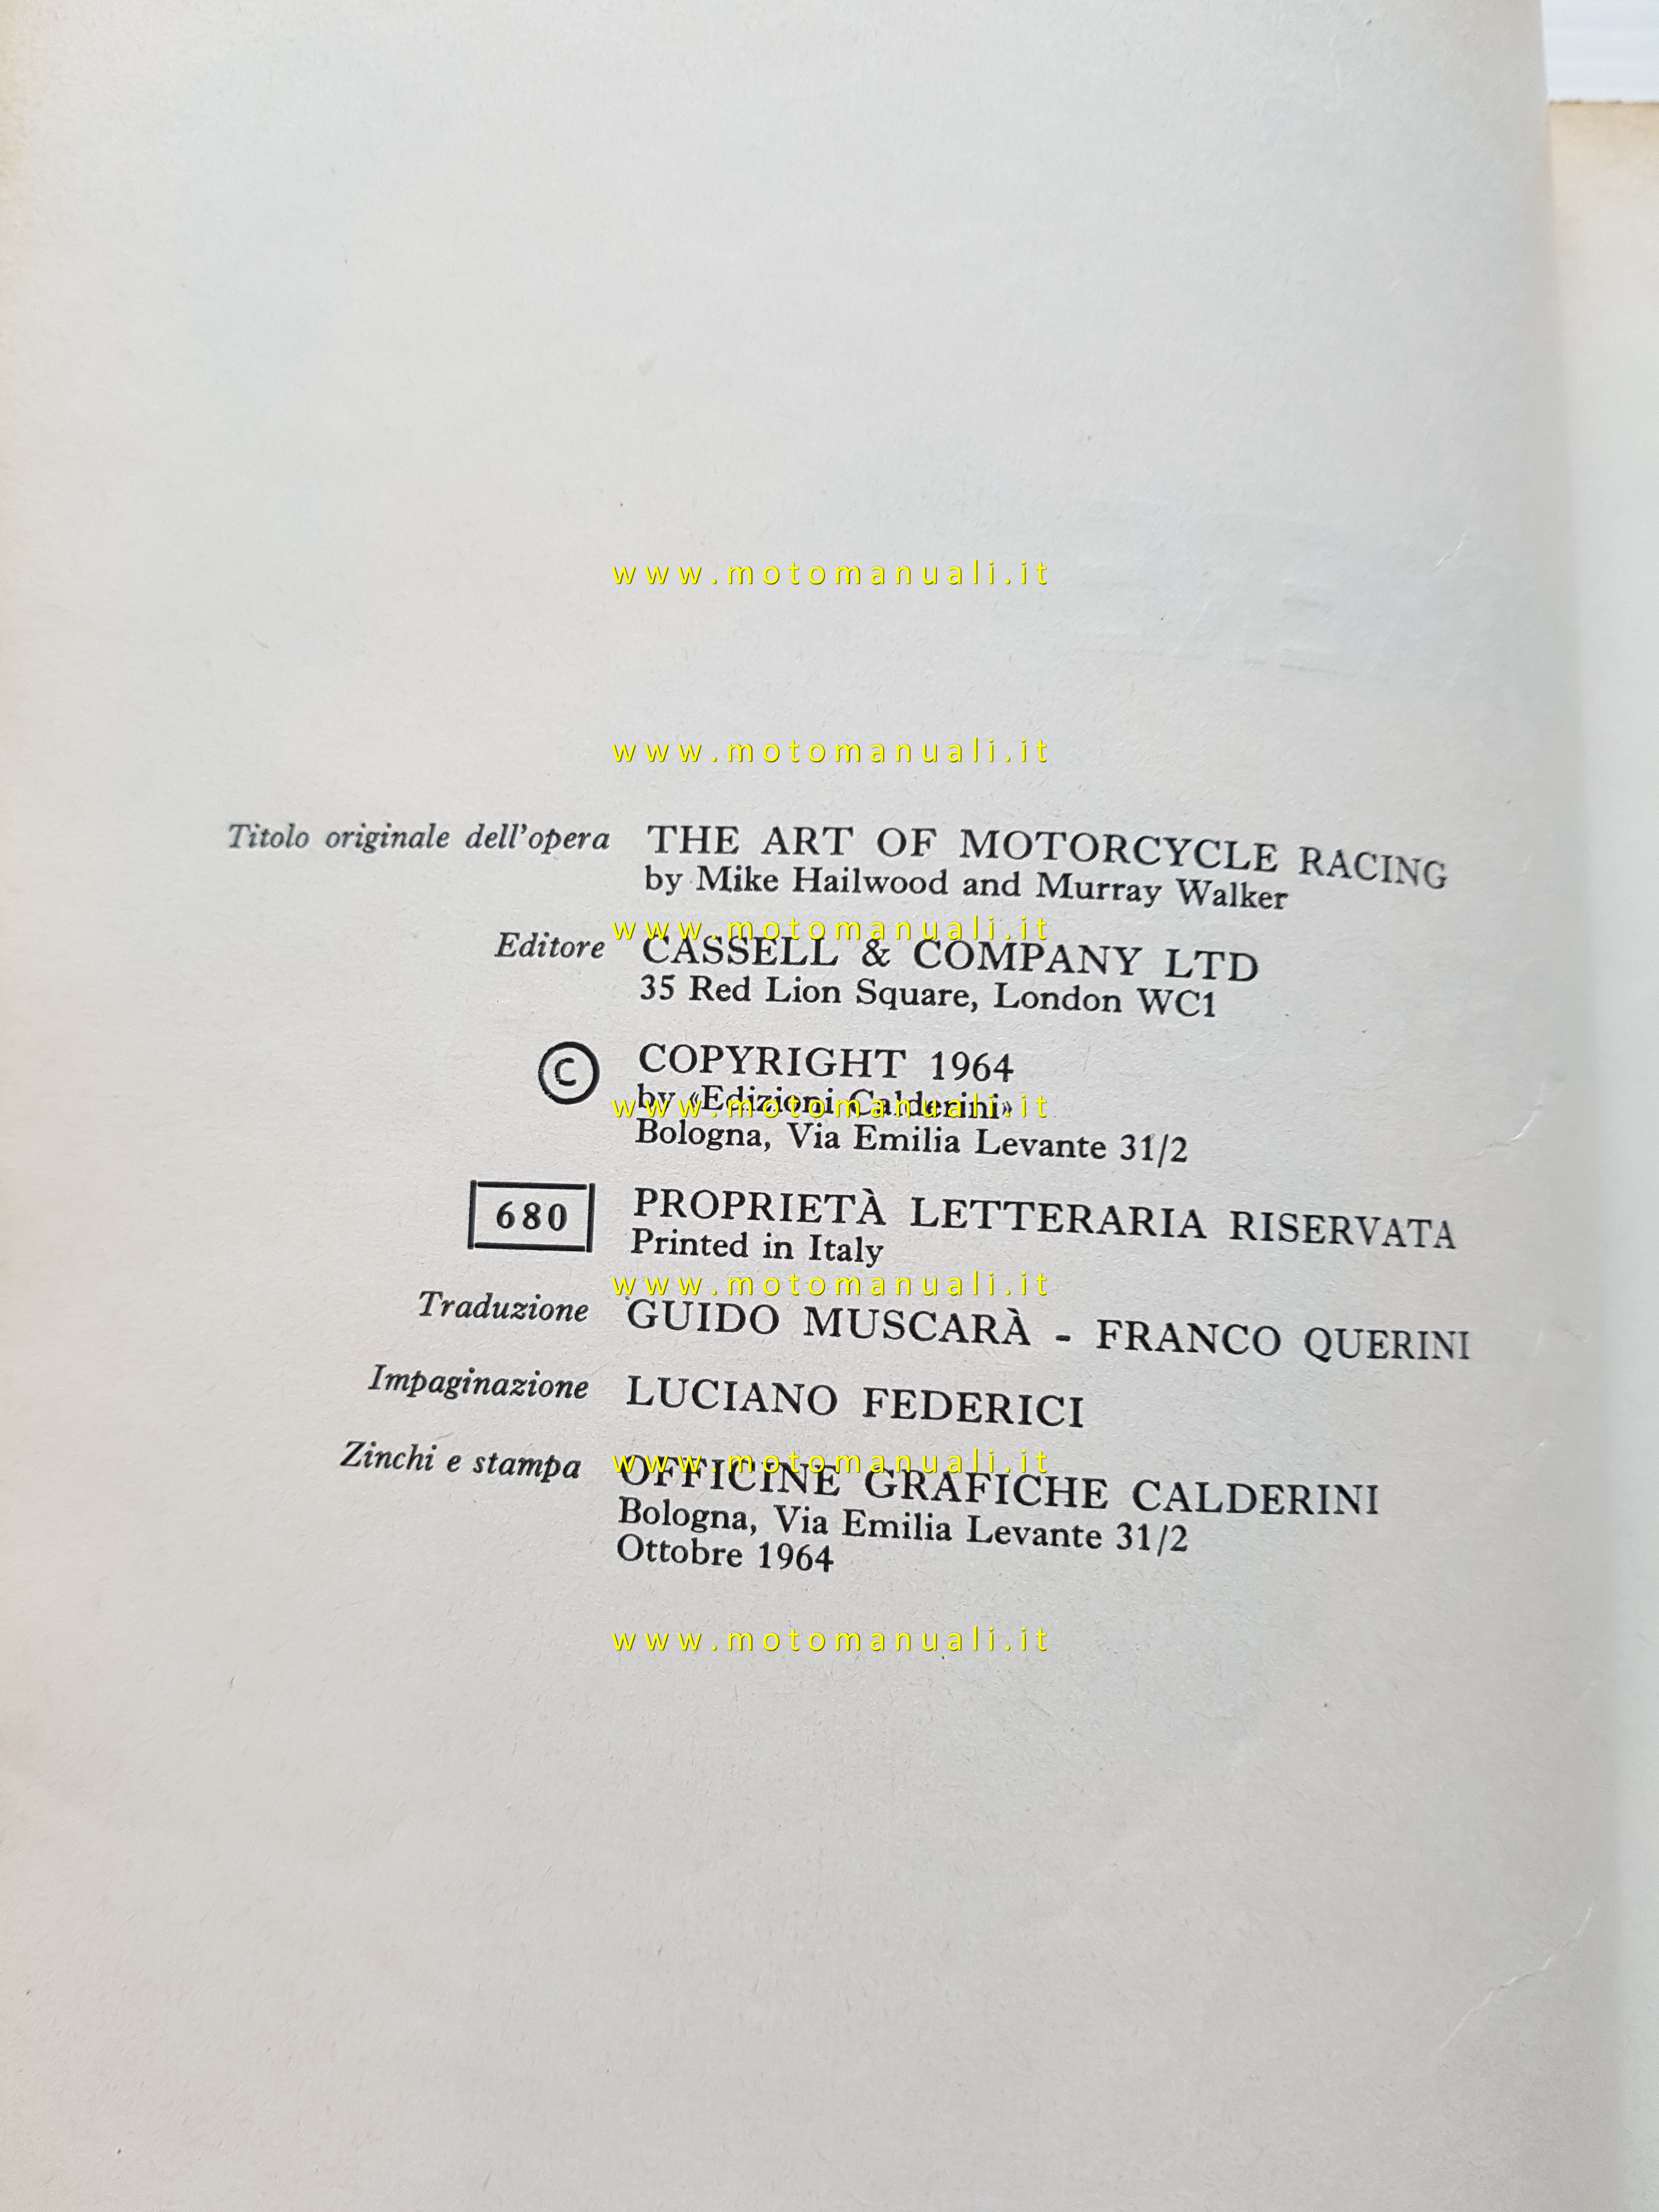 www.motomanuali.it
www.motomanuali.it
Titolo originale dell'opera THE ART OF MOTORCYCLE RACING
by Mike Hailwood and Murray Walker
www.motomanuali.it
Editore CASSELL & COMPANY LTD
35 Red Lion Square, London WC1
© COPYRIGHT 1964
by «Edizioni Calderini»
www.motomanuali.it
Bologna, Via Emilia Levante 31/2
680 PROPRIETÀ LETTERARIA RISERVATA
Printed in Italy
www.motomanuali.it
Traduzione GUIDO MUSCARÀ - FRANCO QUERINI
Impaginazione LUCIANO FEDERICI
www.motomanuali.it
Zinchi e stampa OFFICINE GRAFICHE CALDERINI
Bologna, Via Emilia Levante 31/2
Ottobre 1964
www.motomanuali.it